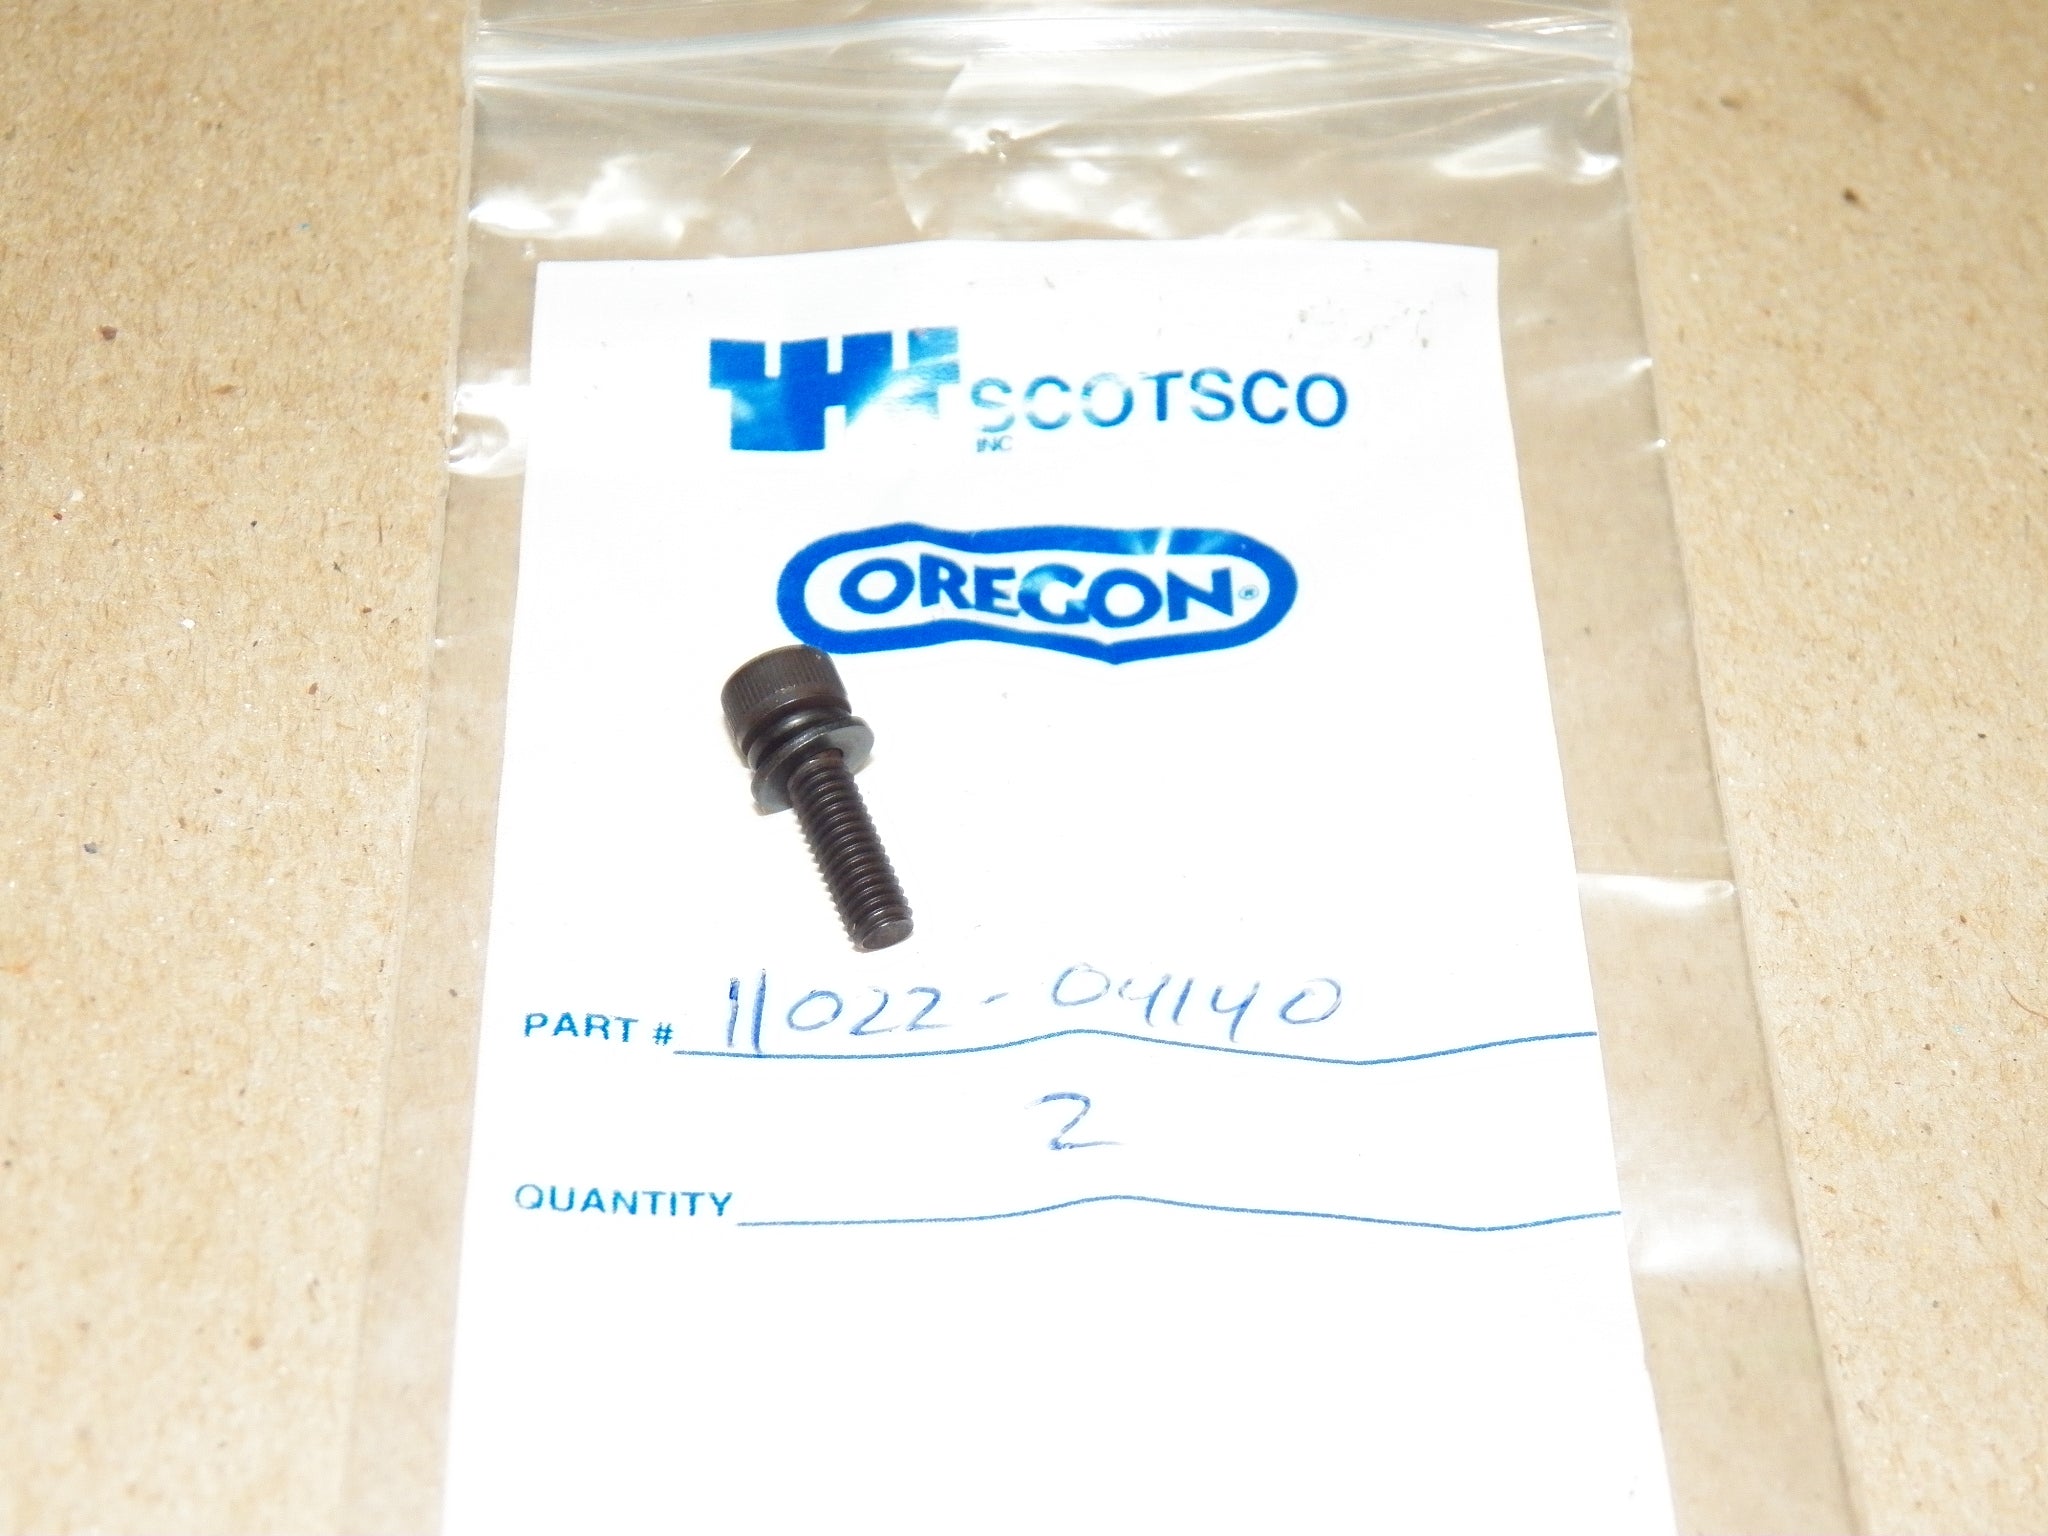 SCOTSCO
INC
OREGON®
PART # 11022-04140
2
QUANTITY